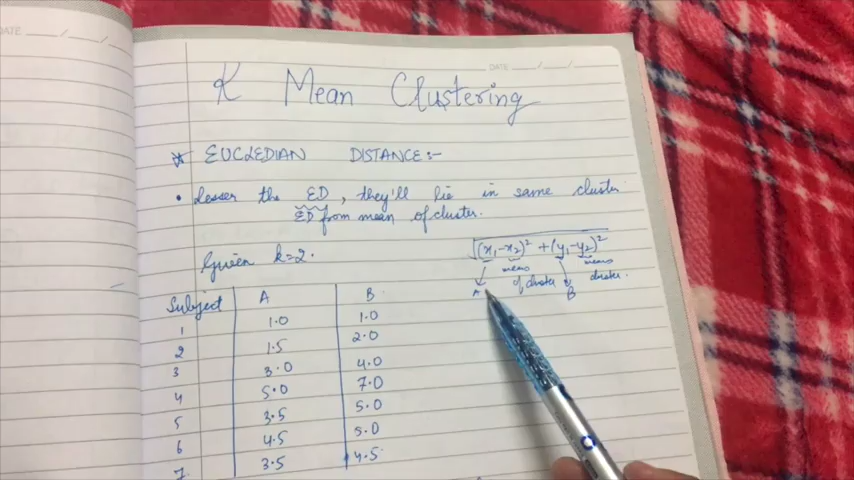 DATE
DATE
K Mean Clustering
* EUCLEDIAN DISTANCE:-
• Lesser the ED, they'll lie in same cluster
ED from mean of cluster.
Given k=2.
√(x₁-x₂)² + (y₁-y₂)²
mean mean
of cluster cluster.
A B
Subject A B
1 1.0 1.0
2 1.5 2.0
3 3.0 4.0
4 5.0 7.0
5 3.5 5.0
6 4.5 5.0
7 3.5 4.5